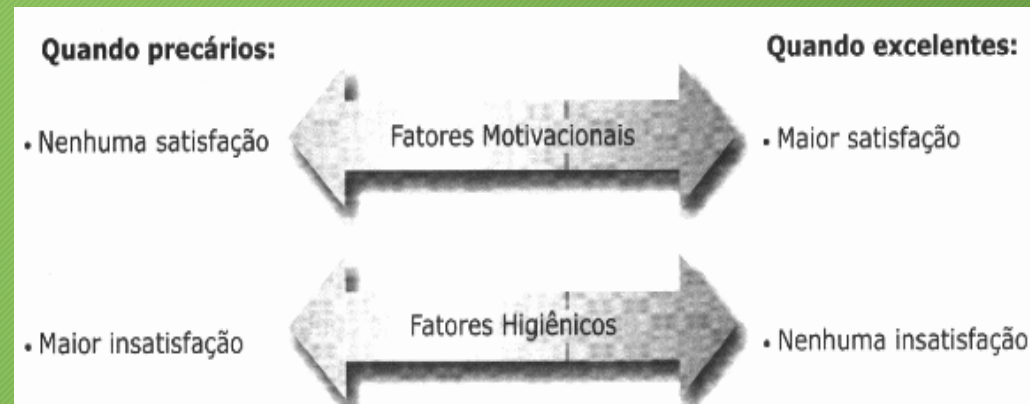 Quando precários:
Quando excelentes:
• Nenhuma satisfação
Fatores Motivacionais
• Maior satisfação
• Maior insatisfação
Fatores Higiênicos
• Nenhuma insatisfação